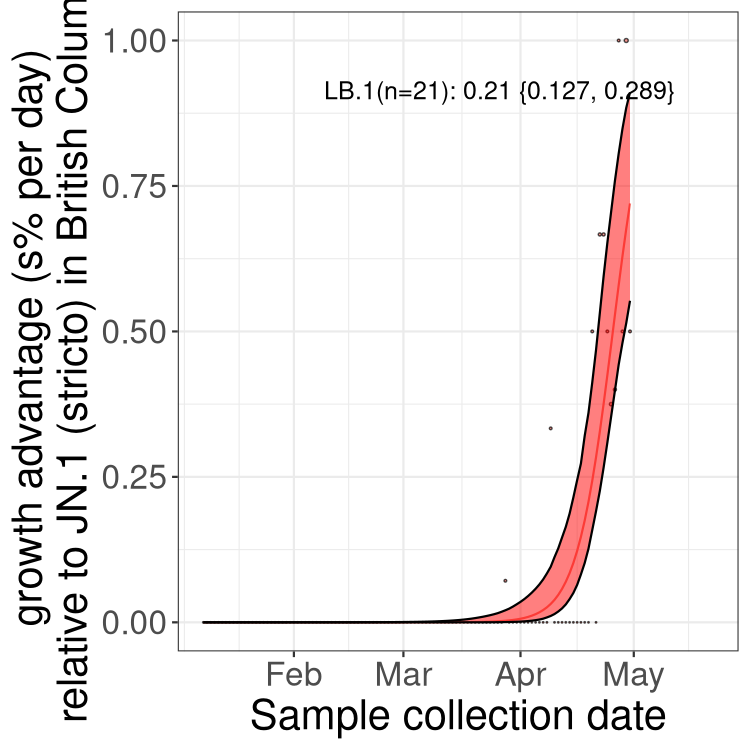 growth advantage (s% per day)
relative to JN.1 (stricto) in British Colum
1.00
0.75
0.50
0.25
0.00
LB.1(n=21): 0.21 {0.127, 0.289}
Feb Mar Apr May
Sample collection date